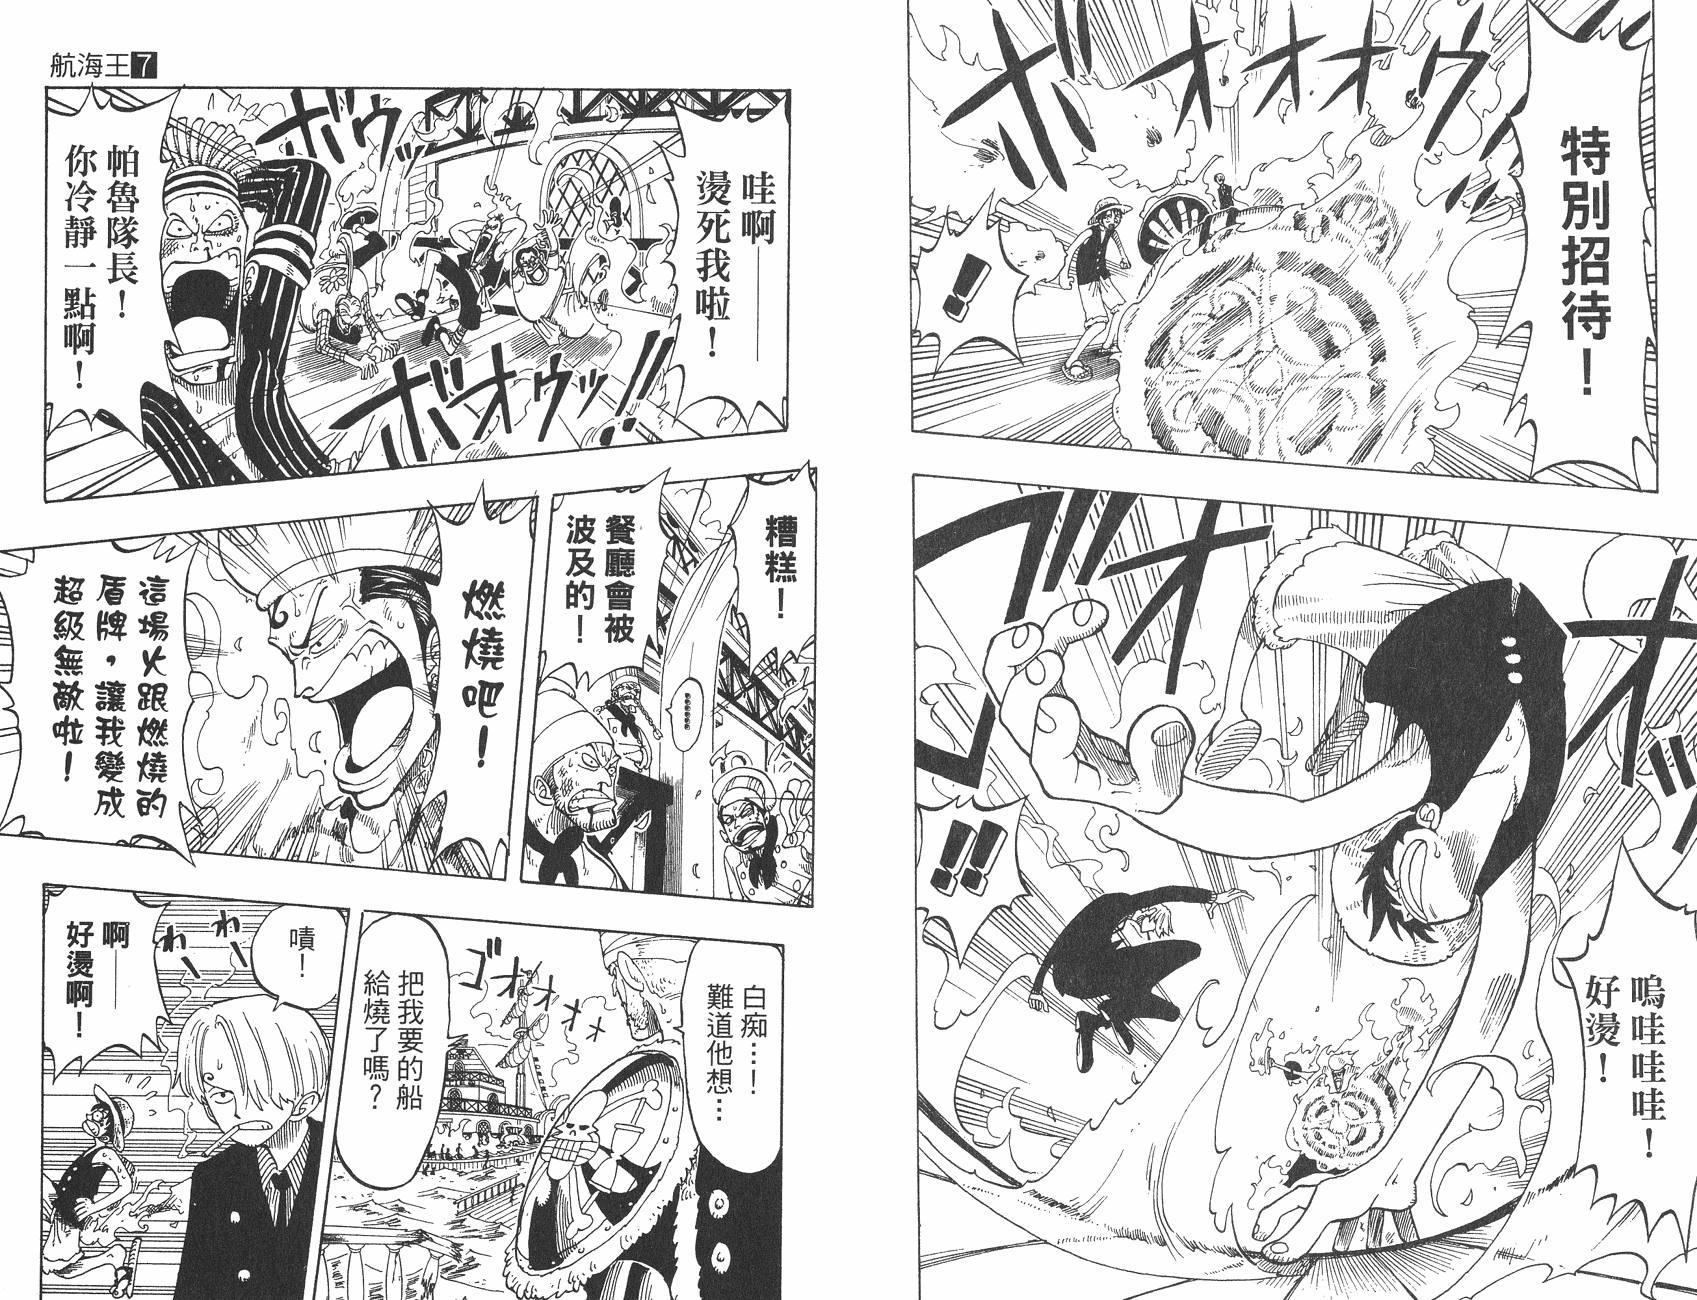 特別招待！
オオオウ
！
嗚哇哇哇哇！
好燙！
！！
航海王7
哇啊——
燙死我啦！
ボウッ
帕魯隊長！
你冷靜一點啊！
ボオウッ!!
糟糕！
餐廳會被
波及的！
燃燒吧！
這場火跟燃燒的
盾牌，讓我變成
超級無敵啦！
白痴…！
難道他想…
把我要的船
給燒了嗎？
ゴオオオ
嘖！
わわ
啊——
好燙啊！